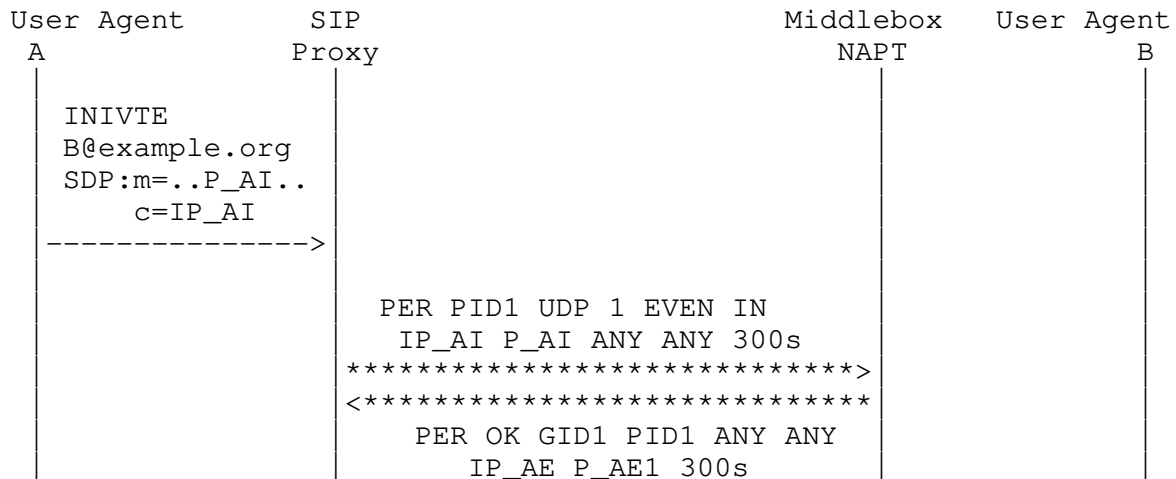 User Agent SIP Middlebox User Agent
A Proxy NAPT B
INIVTE
B@example.org
SDP:m=..P_AI..
c=IP_AI
--------------->
PER PID1 UDP 1 EVEN IN
IP_AI P_AI ANY ANY 300s
*****************************>
<*****************************
PER OK GID1 PID1 ANY ANY
IP_AE P_AE1 300s